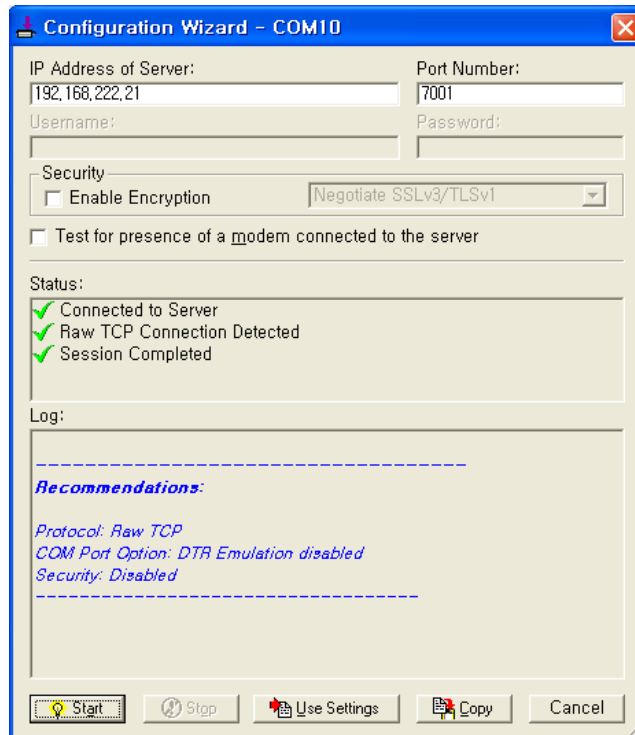 Configuration Wizard - COM10
IP Address of Server:
Port Number:
192,168,222,21
7001
Username:
Password:
Security
Enable Encryption
Negotiate SSLv3/TLSv1
Test for presence of a modem connected to the server
Status:
Connected to Server
Raw TCP Connection Detected
Session Completed
Log:
------------------------------------
Recommendations:
Protocol: Raw TCP
COM Port Option: DTR Emulation disabled
Security: Disabled
--------------------------------
Start
Stop
Use Settings
Copy
Cancel